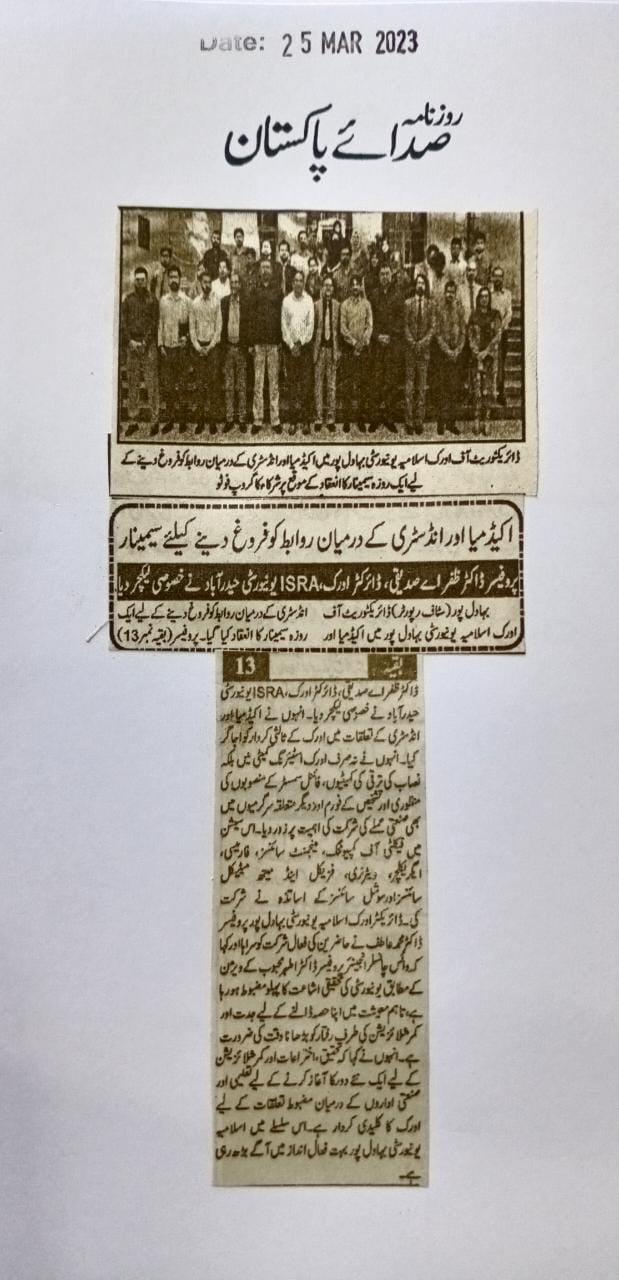 Date: 25 MAR 2023
روزنامہ
صدائے پاکستان
ڈائریکٹوریٹ آف اورک اسلامیہ یونیورسٹی بہاول پور میں اکیڈمیا اور انڈسٹری کے درمیان روابط کو فروغ دینے کے
لیے ایک روزہ سیمینار کا انعقاد کے موقع پر شرکاء کا گروپ فوٹو
اکیڈمیا اور انڈسٹری کے درمیان روابط کو فروغ دینے کیلئے سیمینار
پروفیسر ڈاکٹر ظفر اے صدیقی، ڈائرکٹر اورک، ISRA یونیورسٹی حیدرآباد نے خصوصی لیکچر دیا
بہاول پور (سٹاف رپورٹر) ڈائریکٹوریٹ آف
اورک اسلامیہ یونیورسٹی بہاول پور میں اکیڈمیا اور
انڈسٹری کے درمیان روابط کو فروغ دینے کے لیے ایک
روزہ سیمینار کا انعقاد کیا گیا۔ پروفیسر (بقیہ نمبر 13)
بقیہ 13
ڈاکٹر ظفر اے صدیقی، ڈائرکٹر اورک، ISRA یونیورسٹی
حیدرآباد نے خصوصی لیکچر دیا۔ انہوں نے اکیڈمیا اور
انڈسٹری کے تعلقات میں اورک کے ثالثی کردار کو اجاگر
کیا۔ انہوں نے نہ صرف اورک اسٹیئرنگ کمیٹی میں بلکہ
نصاب کی ترقی کی کمیٹیوں، فائنل سمسٹر کے منصوبوں کی
منظوری اور تشخیص کے فورم اور دیگر متعلقہ سرگرمیوں میں
بھی صنعتی عملے کی شرکت کی اہمیت پر زور دیا۔ اس سیشن
میں فیکلٹی آف کمپیوٹنگ، مینجمنٹ سائنسز، فارمیسی،
ایگریکلچر، ویٹرنری، فزیکل اینڈ میتھ میٹیکل
سائنسز اور سوشل سائنسز کے اساتذہ نے شرکت
کی۔ ڈائریکٹر اورک اسلامیہ یونیورسٹی بہاول پور پروفیسر
ڈاکٹر محمد عاطف نے حاضرین کی فعال شرکت کو سراہا اور کہا
کہ وائس چانسلر انجینئر پروفیسر ڈاکٹر اطہر محبوب کے ویژن
کے مطابق یونیورسٹی کی تحقیقی اشاعت کا پہلو مضبوط ہو رہا
ہے، تاہم معیشت میں اپنا حصہ ڈالنے کے لیے جدت اور
کمرشلائزیشن کی طرف رفتار کو بڑھانا وقت کی ضرورت
ہے۔ انہوں نے کہا کہ تحقیق، اختراعات اور کمرشلائزیشن
کے لیے ایک نئے دور کا آغاز کرنے کے لیے تعلیمی اور
صنعتی اداروں کے درمیان مضبوط تعلقات کے لیے
اورک کا کلیدی کردار ہے۔ اس سلسلے میں اسلامیہ
یونیورسٹی بہاول پور بہت فعال انداز میں آگے بڑھ رہی
ہے۔